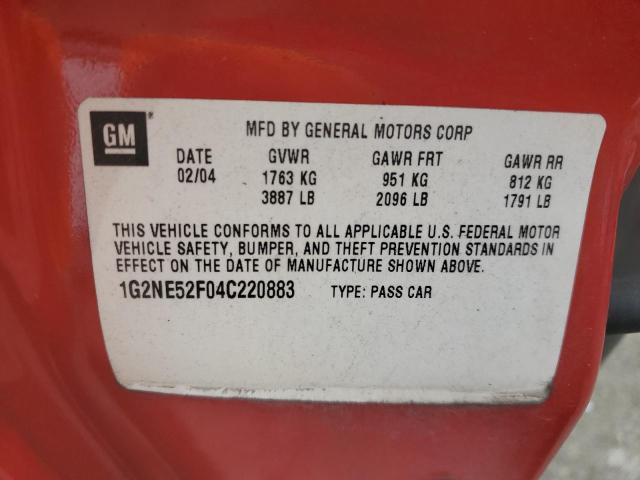 GM
MFD BY GENERAL MOTORS CORP
DATE GVWR GAWR FRT GAWR RR
02/04 1763 KG 951 KG 812 KG
3887 LB 2096 LB 1791 LB
THIS VEHICLE CONFORMS TO ALL APPLICABLE U.S. FEDERAL MOTOR
VEHICLE SAFETY, BUMPER, AND THEFT PREVENTION STANDARDS IN
EFFECT ON THE DATE OF MANUFACTURE SHOWN ABOVE.
1G2NE52F04C220883 TYPE: PASS CAR